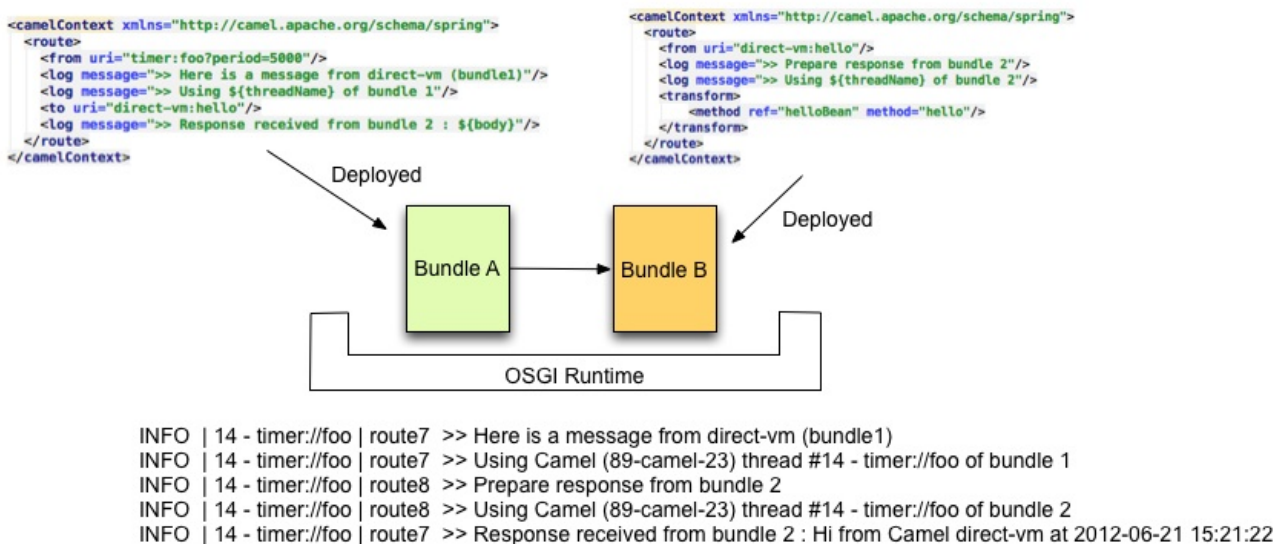 <camelContext xmlns="http://camel.apache.org/schema/spring">
<route>
<from uri="timer:foo?period=5000"/>
<log message=">> Here is a message from direct-vm (bundle1)"/>
<log message=">> Using ${threadName} of bundle 1"/>
<to uri="direct-vm:hello"/>
<log message=">> Response received from bundle 2 : ${body}"/>
</route>
</camelContext>
<camelContext xmlns="http://camel.apache.org/schema/spring">
<route>
<from uri="direct-vm:hello"/>
<log message=">> Prepare response from bundle 2"/>
<log message=">> Using ${threadName} of bundle 2"/>
<transform>
<method ref="helloBean" method="hello"/>
</transform>
</route>
</camelContext>
Deployed
Deployed
Bundle A
Bundle B
OSGI Runtime
INFO | 14 - timer://foo | route7 >> Here is a message from direct-vm (bundle1)
INFO | 14 - timer://foo | route7 >> Using Camel (89-camel-23) thread #14 - timer://foo of bundle 1
INFO | 14 - timer://foo | route8 >> Prepare response from bundle 2
INFO | 14 - timer://foo | route8 >> Using Camel (89-camel-23) thread #14 - timer://foo of bundle 2
INFO | 14 - timer://foo | route7 >> Response received from bundle 2 : Hi from Camel direct-vm at 2012-06-21 15:21:22